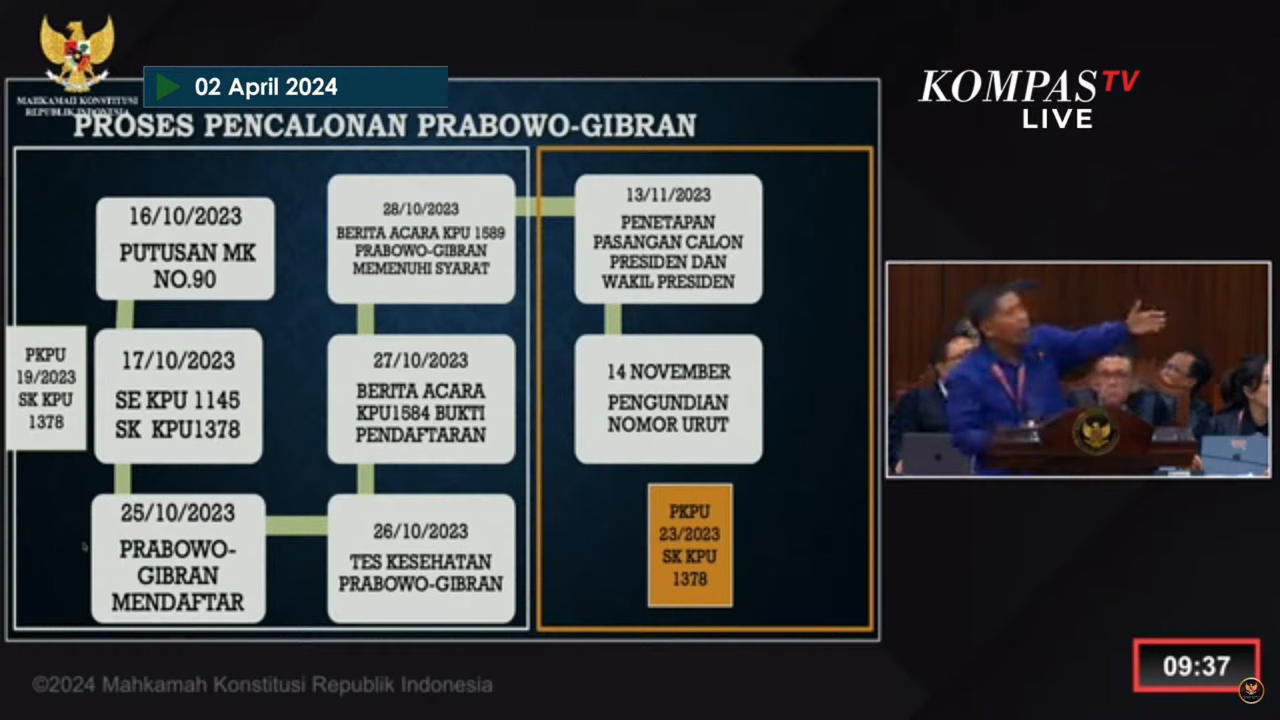 MAHKAMAH KONSTITUSI
REPUBLIK INDONESIA
02 April 2024
KOMPASTV
LIVE
PROSES PENCALONAN PRABOWO-GIBRAN
PKPU
19/2023
SK KPU
1378
16/10/2023
PUTUSAN MK
NO.90
17/10/2023
SE KPU 1145
SK KPU1378
25/10/2023
PRABOWO-
GIBRAN
MENDAFTAR
26/10/2023
TES KESEHATAN
PRABOWO-GIBRAN
27/10/2023
BERITA ACARA
KPU1584 BUKTI
PENDAFTARAN
28/10/2023
BERITA ACARA KPU 1589
PRABOWO-GIBRAN
MEMENUHI SYARAT
13/11/2023
PENETAPAN
PASANGAN CALON
PRESIDEN DAN
WAKIL PRESIDEN
14 NOVEMBER
PENGUNDIAN
NOMOR URUT
PKPU
23/2023
SK KPU
1378
©2024 Mahkamah Konstitusi Republik Indonesia
09:37